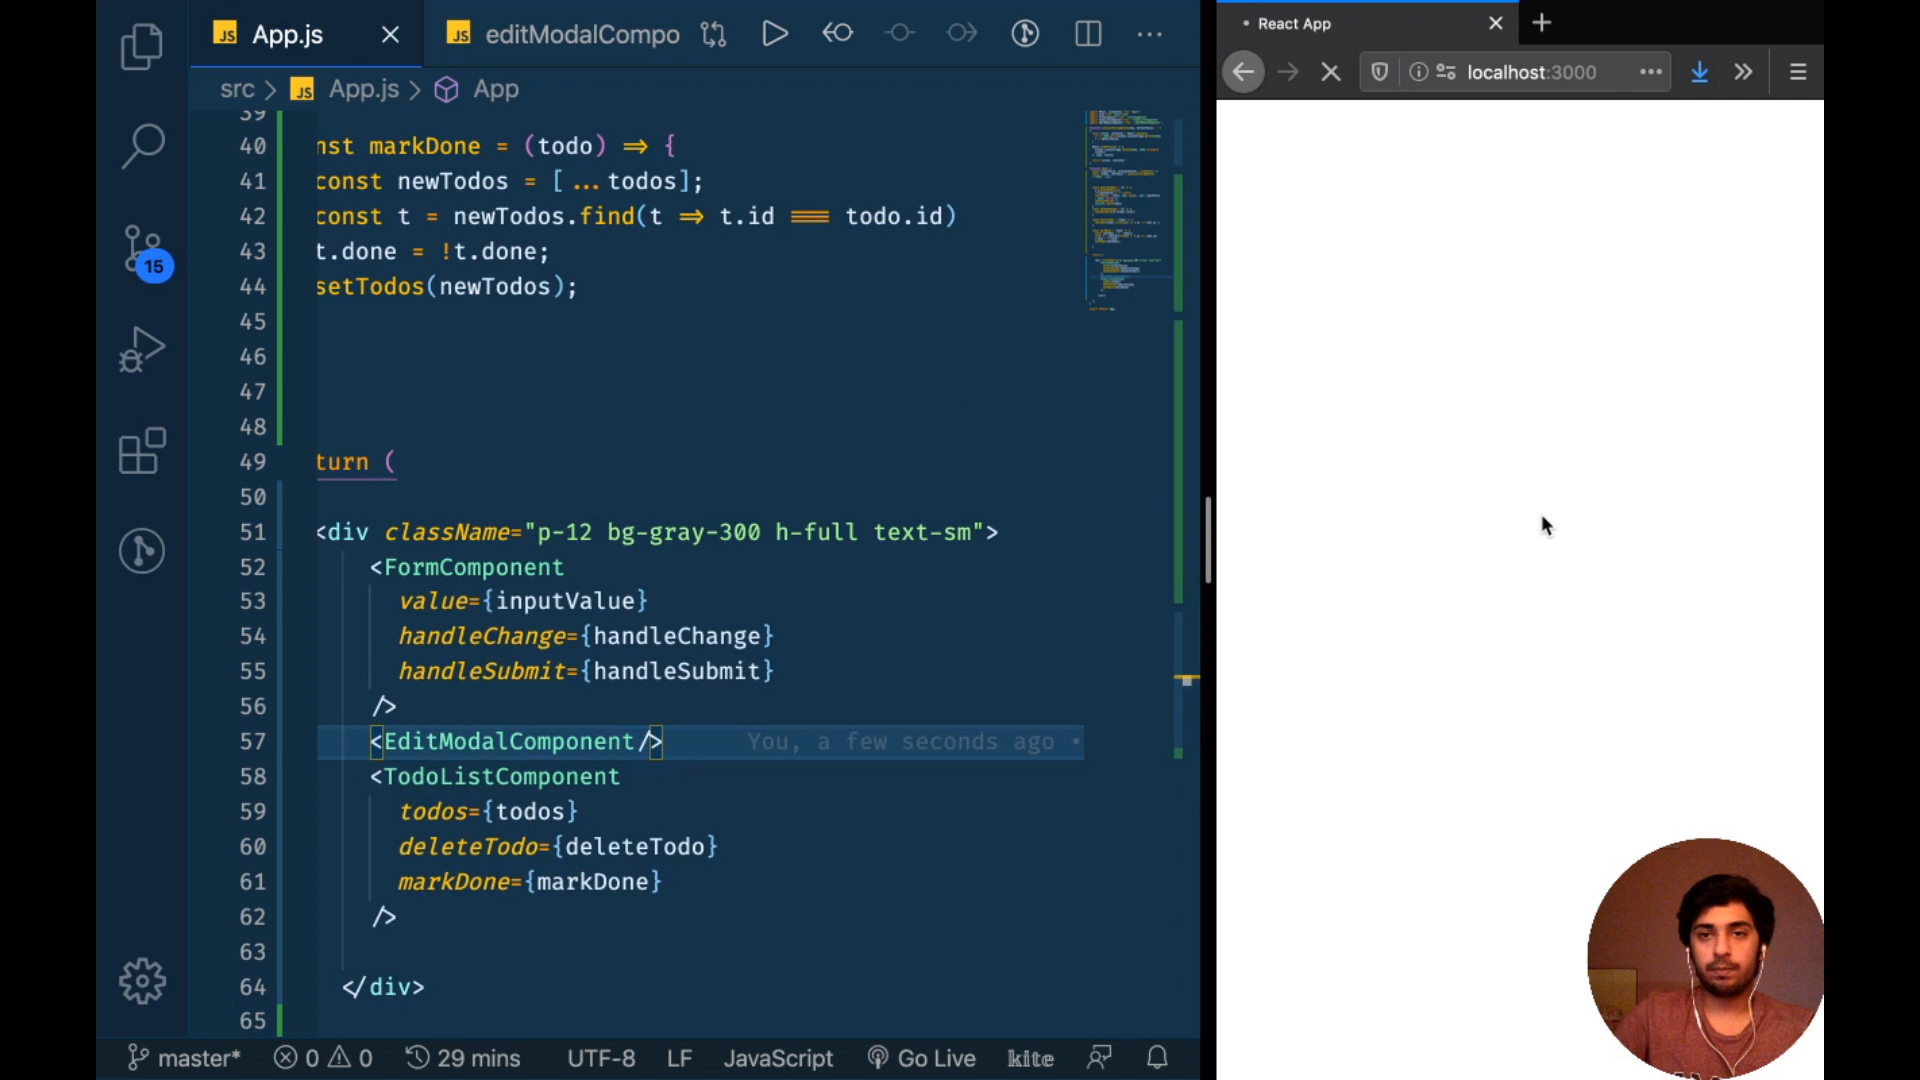 JS App.js
JS editModalCompo
src > JS App.js > App
39
40 nst markDone = (todo) => {
41 const newTodos = [...todos];
42 const t = newTodos.find(t => t.id === todo.id)
43 t.done = !t.done;
44 setTodos(newTodos);
45
46
47
48
49 turn (
50
51 <div className="p-12 bg-gray-300 h-full text-sm">
52 <FormComponent
53 value={inputValue}
54 handleChange={handleChange}
55 handleSubmit={handleSubmit}
56 />
57 <EditModalComponent/> You, a few seconds ago •
58 <TodoListComponent
59 todos={todos}
60 deleteTodo={deleteTodo}
61 markDone={markDone}
62 />
63
64 </div>
65
15
master* 0 0 29 mins UTF-8 LF JavaScript Go Live kite
React App
localhost:3000